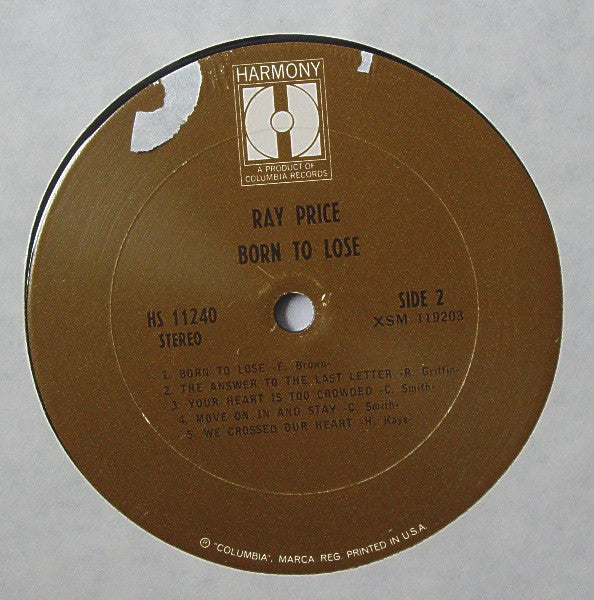 HARMONY
A PRODUCT OF
COLUMBIA RECORDS
RAY PRICE
BORN TO LOSE
HS 11240
STEREO
SIDE 2
XSM 119203
1. BORN TO LOSE -F. Brown-
2. THE ANSWER TO THE LAST LETTER -R. Griffin-
3. YOUR HEART IS TOO CROWDED -C. Smith-
4. MOVE ON IN AND STAY -C. Smith-
5. WE CROSSED OUR HEART -H. Kaye-
℗ "COLUMBIA", MARCA REG. PRINTED IN U.S.A.